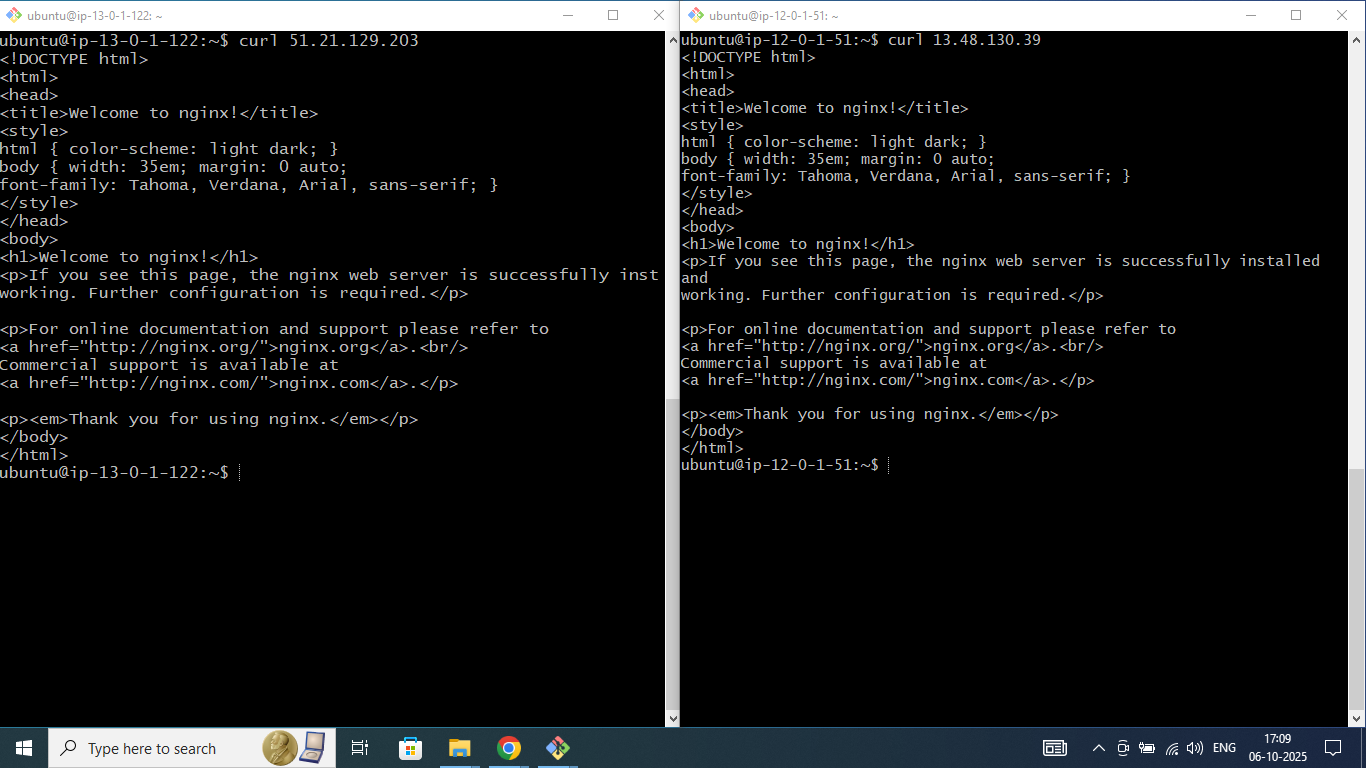 ubuntu@ip-13-0-1-122: ~
ubuntu@ip-13-0-1-122:~$ curl 51.21.129.203
<!DOCTYPE html>
<html>
<head>
<title>Welcome to nginx!</title>
<style>
html { color-scheme: light dark; }
body { width: 35em; margin: 0 auto;
font-family: Tahoma, Verdana, Arial, sans-serif; }
</style>
</head>
<body>
<h1>Welcome to nginx!</h1>
<p>If you see this page, the nginx web server is successfully inst
working. Further configuration is required.</p>
<p>For online documentation and support please refer to
<a href="http://nginx.org/">nginx.org</a>.<br/>
Commercial support is available at
<a href="http://nginx.com/">nginx.com</a>.</p>
<p><em>Thank you for using nginx.</em></p>
</body>
</html>
ubuntu@ip-13-0-1-122:~$
ubuntu@ip-12-0-1-51: ~
ubuntu@ip-12-0-1-51:~$ curl 13.48.130.39
<!DOCTYPE html>
<html>
<head>
<title>Welcome to nginx!</title>
<style>
html { color-scheme: light dark; }
body { width: 35em; margin: 0 auto;
font-family: Tahoma, Verdana, Arial, sans-serif; }
</style>
</head>
<body>
<h1>Welcome to nginx!</h1>
<p>If you see this page, the nginx web server is successfully installed
and
working. Further configuration is required.</p>
<p>For online documentation and support please refer to
<a href="http://nginx.org/">nginx.org</a>.<br/>
Commercial support is available at
<a href="http://nginx.com/">nginx.com</a>.</p>
<p><em>Thank you for using nginx.</em></p>
</body>
</html>
ubuntu@ip-12-0-1-51:~$
Type here to search
ENG
17:09
06-10-2025